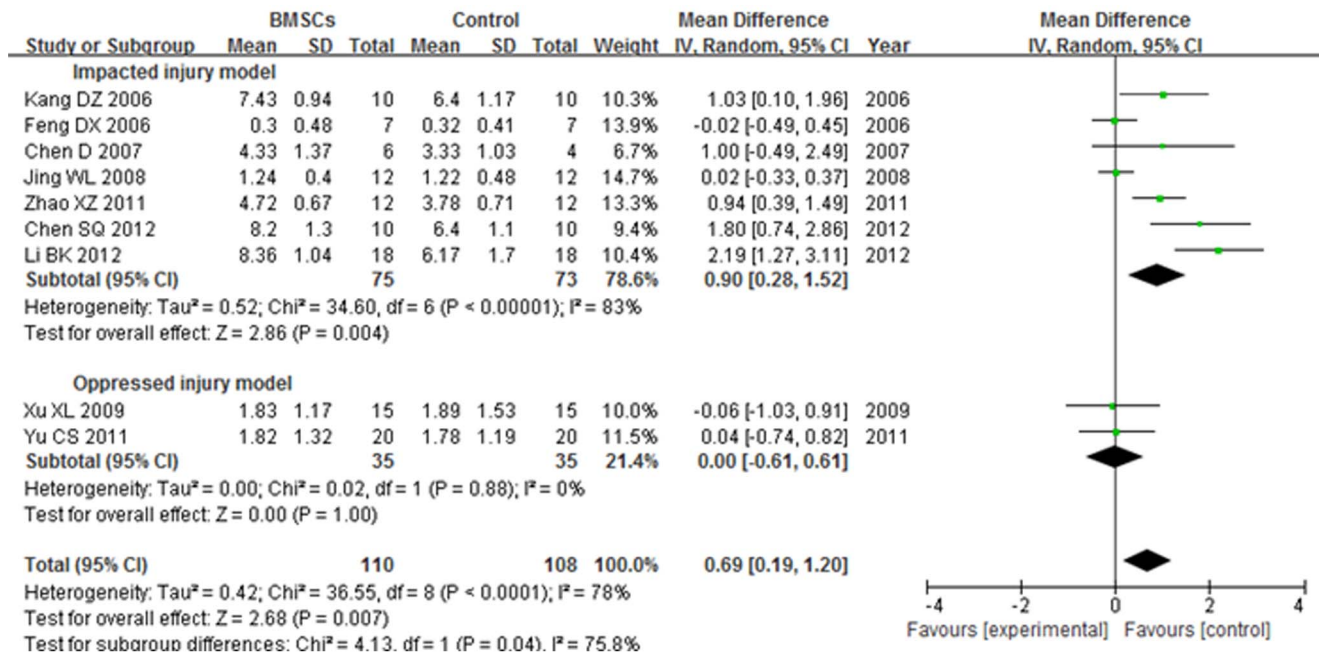 BMSCs Control Mean Difference Mean Difference
Study or Subgroup Mean SD Total Mean SD Total Weight IV, Random, 95% CI Year IV, Random, 95% CI
Impacted injury model
Kang DZ 2006 7.43 0.94 10 6.4 1.17 10 10.3% 1.03 [0.10, 1.96] 2006
Feng DX 2006 0.3 0.48 7 0.32 0.41 7 13.9% -0.02 [-0.49, 0.45] 2006
Chen D 2007 4.33 1.37 6 3.33 1.03 4 6.7% 1.00 [-0.49, 2.49] 2007
Jing WL 2008 1.24 0.4 12 1.22 0.48 12 14.7% 0.02 [-0.33, 0.37] 2008
Zhao XZ 2011 4.72 0.67 12 3.78 0.71 12 13.3% 0.94 [0.39, 1.49] 2011
Chen SQ 2012 8.2 1.3 10 6.4 1.1 10 9.4% 1.80 [0.74, 2.86] 2012
Li BK 2012 8.36 1.04 18 6.17 1.7 18 10.4% 2.19 [1.27, 3.11] 2012
Subtotal (95% CI) 75 73 78.6% 0.90 [0.28, 1.52]
Heterogeneity: Tau² = 0.52; Chi² = 34.60, df = 6 (P < 0.00001); I² = 83%
Test for overall effect: Z = 2.86 (P = 0.004)
Oppressed injury model
Xu XL 2009 1.83 1.17 15 1.89 1.53 15 10.0% -0.06 [-1.03, 0.91] 2009
Yu CS 2011 1.82 1.32 20 1.78 1.19 20 11.5% 0.04 [-0.74, 0.82] 2011
Subtotal (95% CI) 35 35 21.4% 0.00 [-0.61, 0.61]
Heterogeneity: Tau² = 0.00; Chi² = 0.02, df = 1 (P = 0.88); I² = 0%
Test for overall effect: Z = 0.00 (P = 1.00)
Total (95% CI) 110 108 100.0% 0.69 [0.19, 1.20]
Heterogeneity: Tau² = 0.42; Chi² = 36.55, df = 8 (P < 0.0001); I² = 78%
Test for overall effect: Z = 2.68 (P = 0.007)
Test for subgroup differences: Chi² = 4.13, df = 1 (P = 0.04), I² = 75.8%
-4 -2 0 2 4
Favours [experimental] Favours [control]